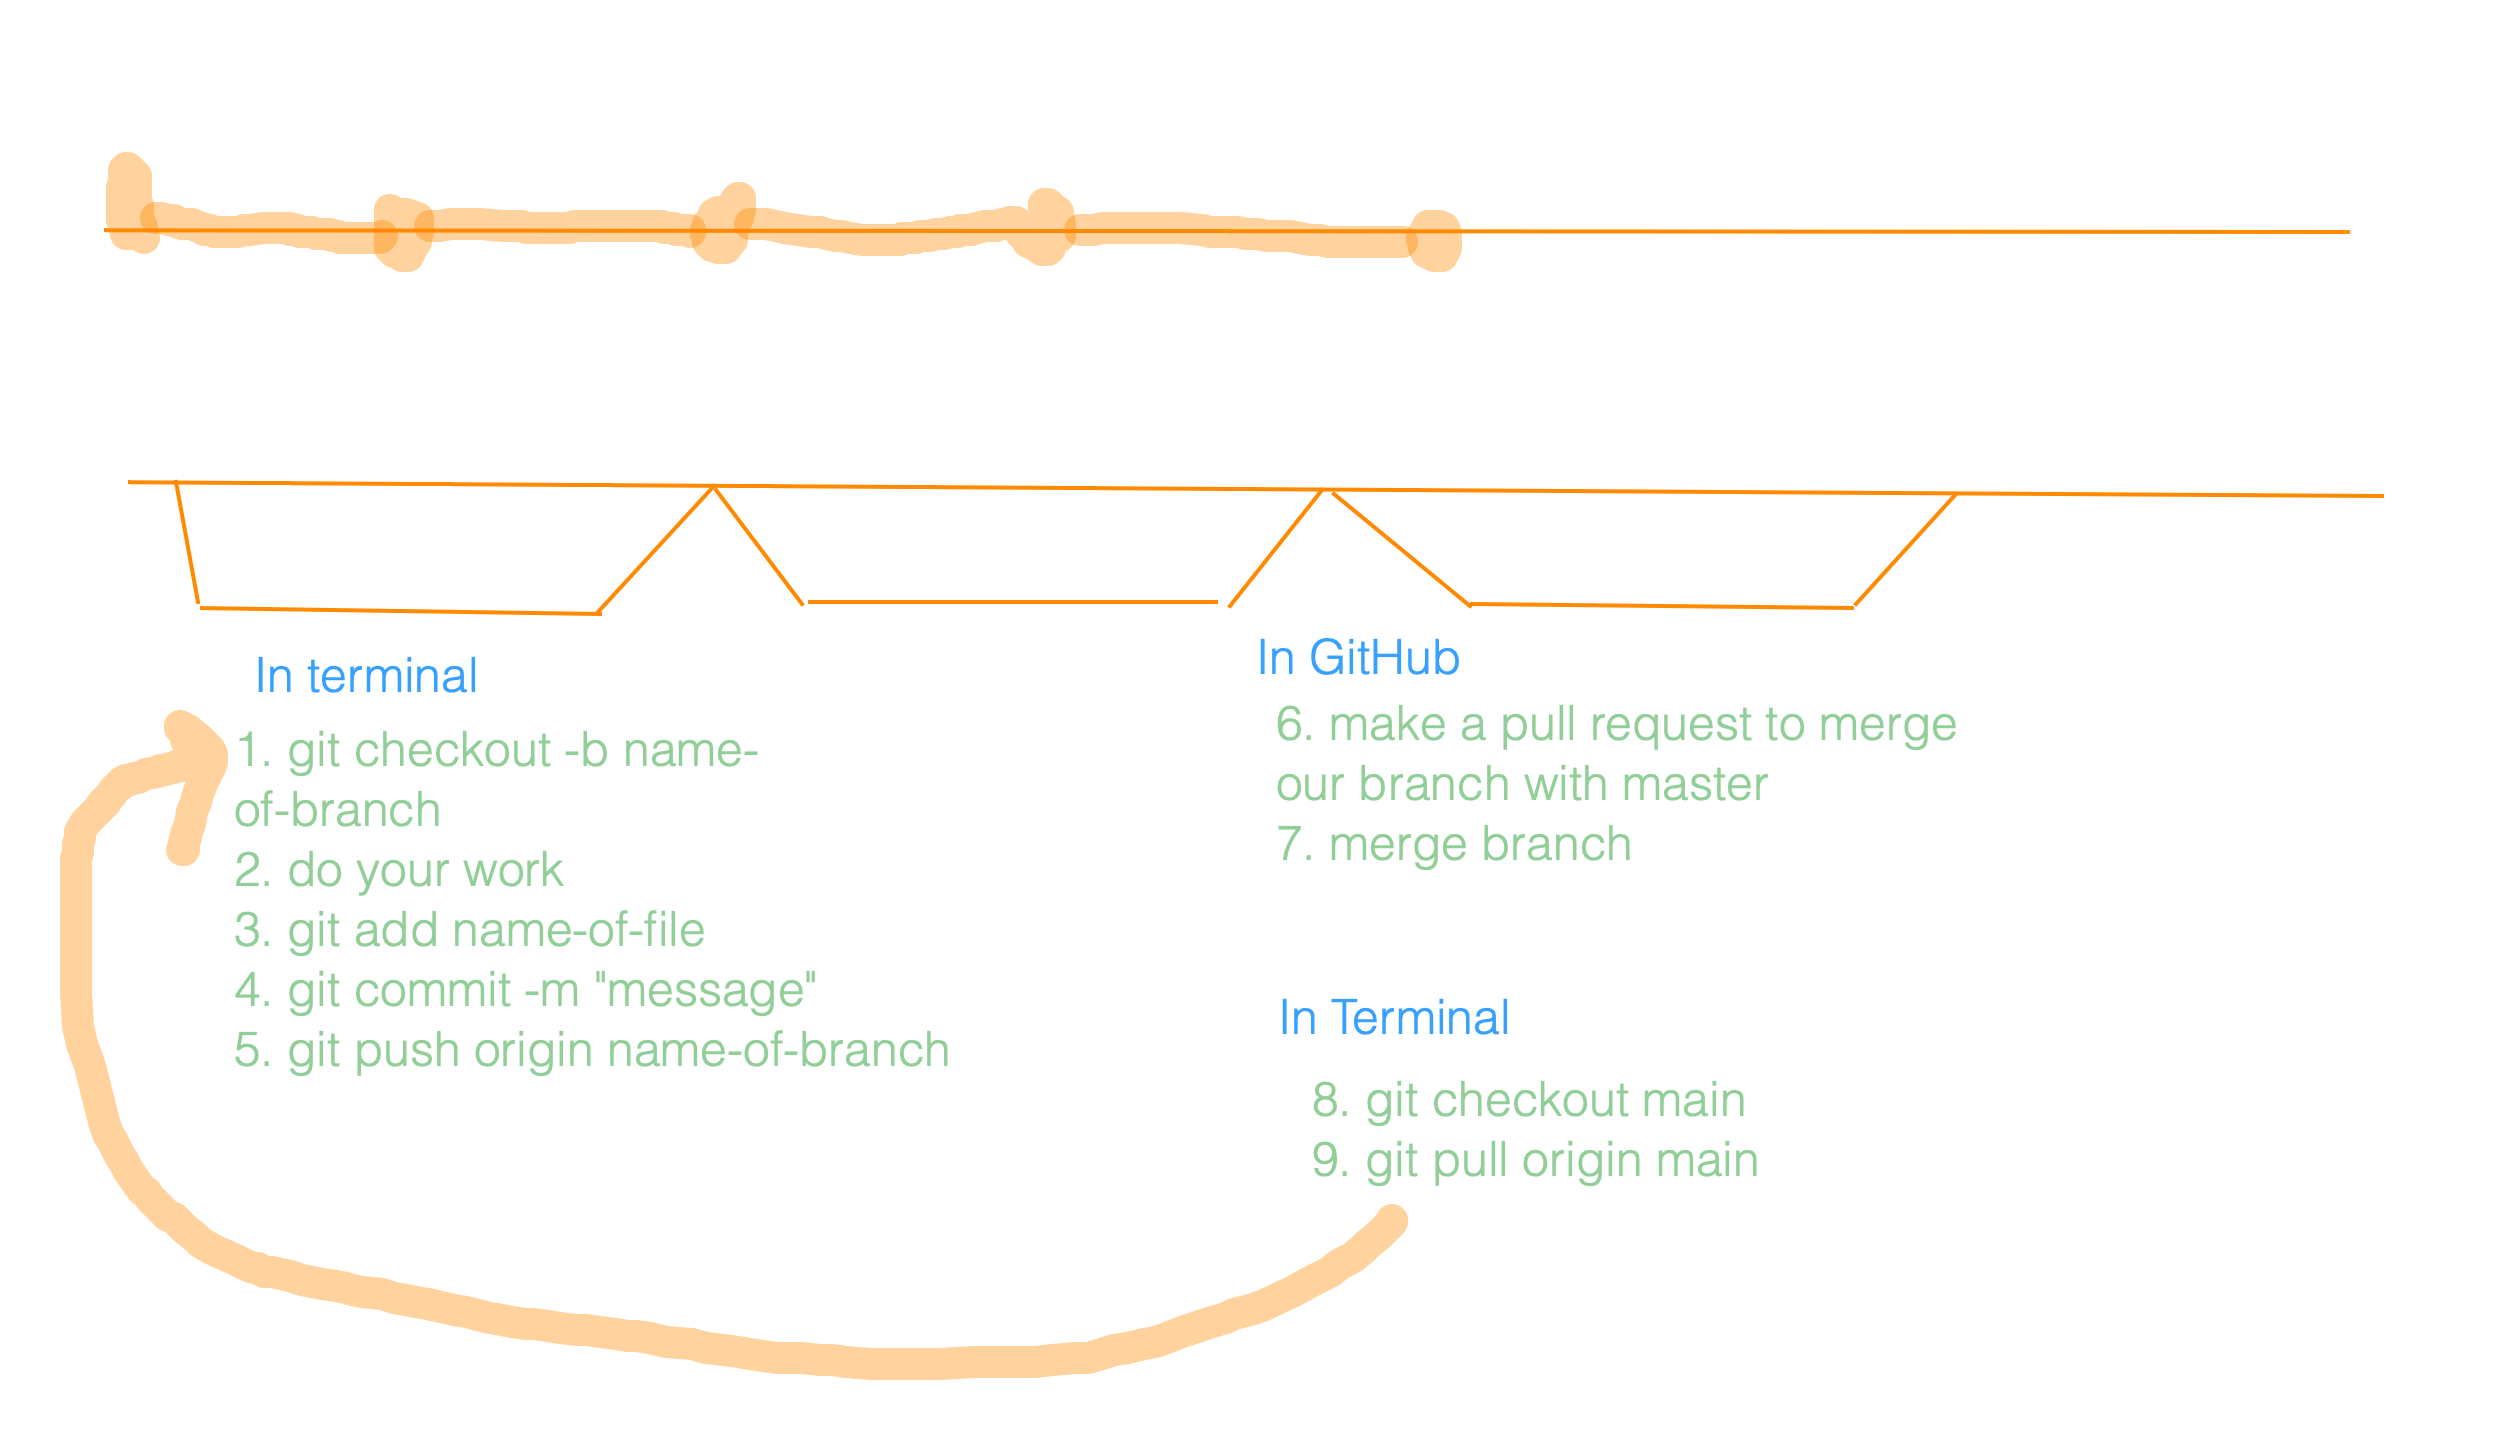 In terminal
1. git checkout -b name-
of-branch
2. do your work
3. git add name-of-file
4. git commit -m "message"
5. git push origin name-of-branch
In GitHub
6. make a pull request to merge
our branch with master
7. merge branch
In Terminal
8. git checkout main
9. git pull origin main